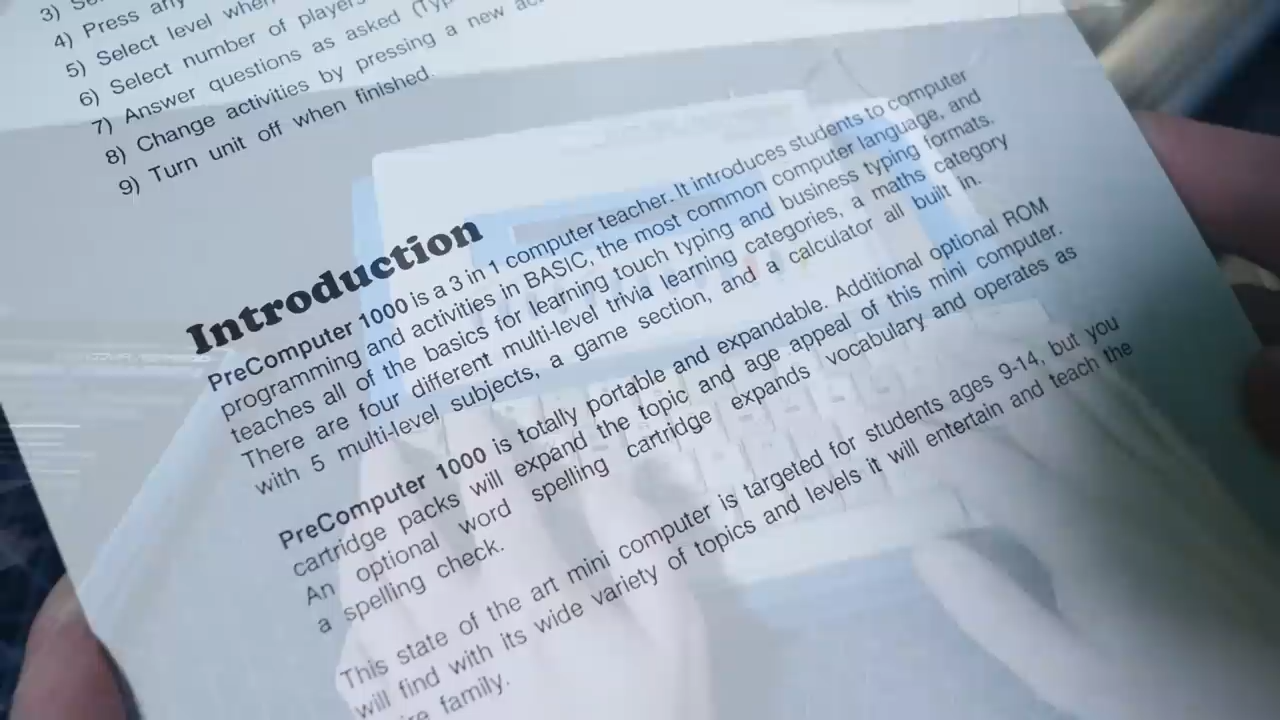 3)
4) Press any
5) Select level when
6) Select number of players
7) Answer questions as asked
8) Change activities by pressing a new
9) Turn unit off when finished.
Introduction
PreComputer 1000 is a 3 in 1 computer teacher. It introduces students to computer
programming and activities in BASIC, the most common computer language, and
teaches all of the basics for learning touch typing and business typing formats.
There are four different multi-level trivia learning categories, a maths category
with 5 multi-level subjects, a game section, and a calculator all built in.
PreComputer 1000 is totally portable and expandable. Additional optional ROM
cartridge packs will expand the topic and age appeal of this mini computer.
An optional word spelling cartridge expands vocabulary and operates as
a spelling check.
This state of the art mini computer is targeted for students ages 9-14, but you
will find with its wide variety of topics and levels it will entertain and teach the
family.